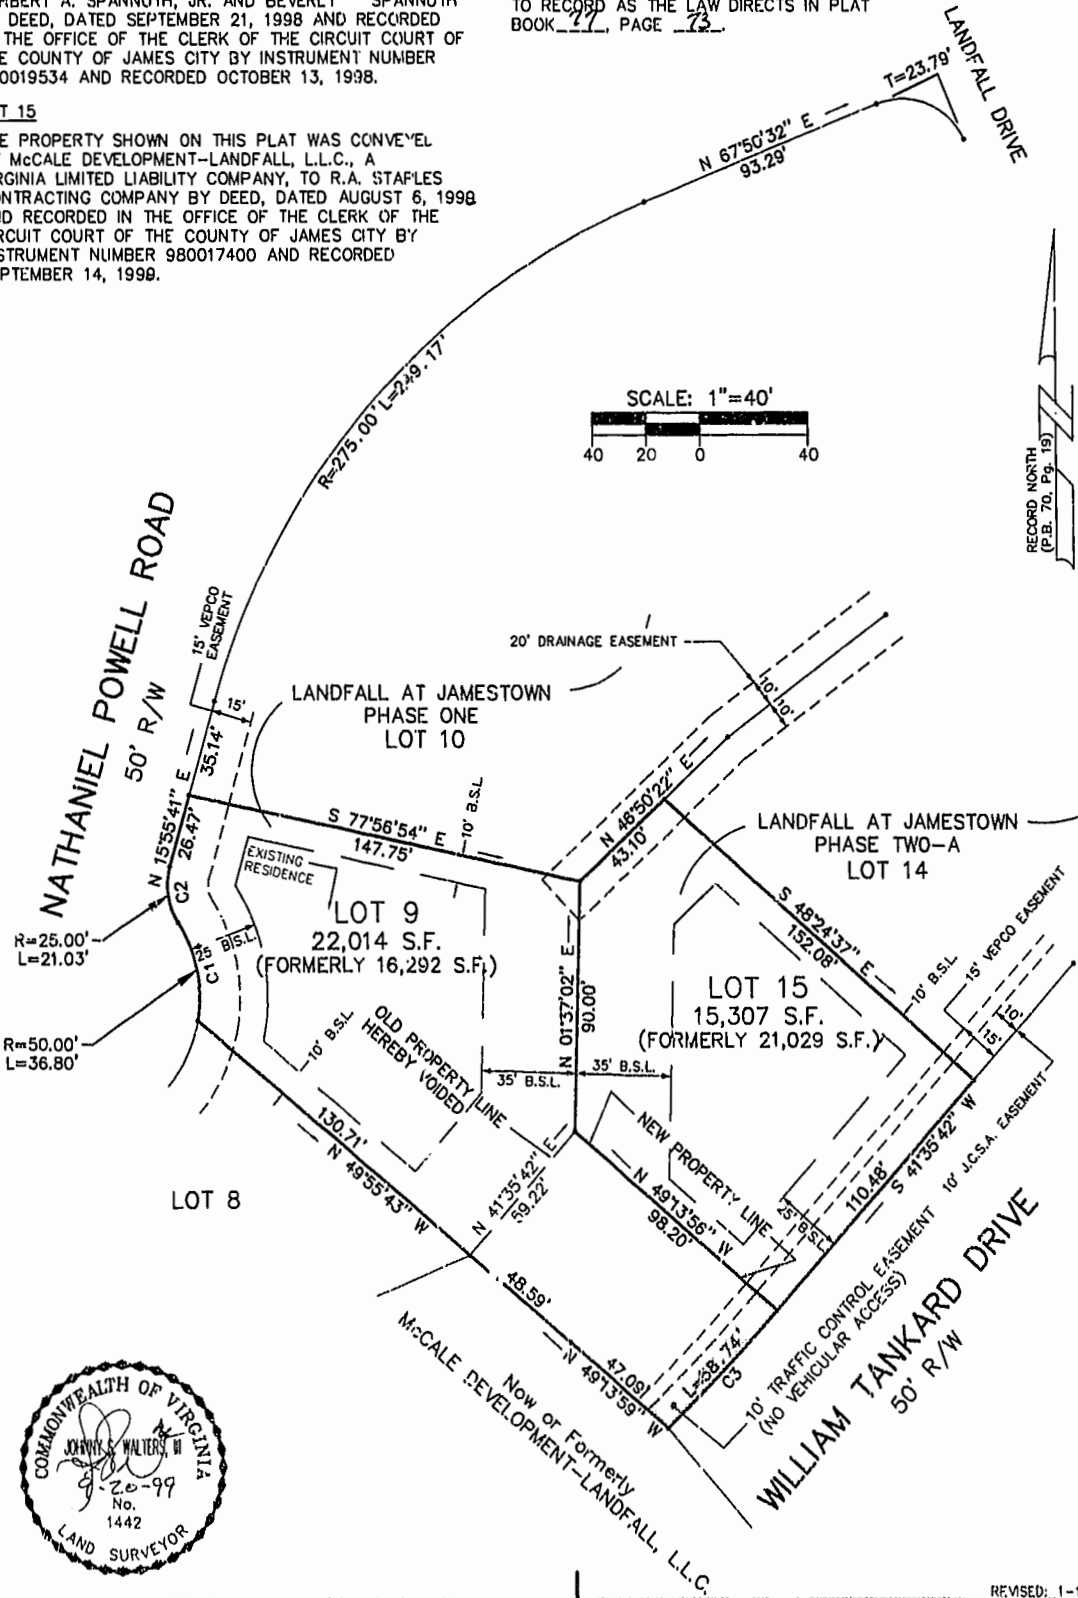 DEED, DATED SEPTEMBER 21, 1998 AND RECORDED
THE OFFICE OF THE CLERK OF THE CIRCUIT COURT OF
COUNTY OF JAMES CITY BY INSTRUMENT NUMBER
0019534 AND RECORDED OCTOBER 13, 1998.
TO RECORD AS THE LAW DIRECTS IN PLAT
BOOK 77, PAGE 73.
T 15
E PROPERTY SHOWN ON THIS PLAT WAS CONVEYED
McCALE DEVELOPMENT-LANDFALL, L.L.C., A
RGINIA LIMITED LIABILITY COMPANY, TO R.A. STAPLES
ONTRACTING COMPANY BY DEED, DATED AUGUST 6, 1998
D RECORDED IN THE OFFICE OF THE CLERK OF THE
RCUIT COURT OF THE COUNTY OF JAMES CITY BY
STRUMENT NUMBER 980017400 AND RECORDED
PTEMBER 14, 1998.
LANDFALL DRIVE
T=23.79'
N 67°50'32" E
93.29'
R=275.00' L=249.17'
SCALE: 1"=40'
40 20 0 40
RECORD NORTH
(P.B. 70, Pg. 19)
NATHANIEL POWELL ROAD
50' R/W
15' VEPCO
EASEMENT
15'
35.14'
20' DRAINAGE EASEMENT
10'
10'
LANDFALL AT JAMESTOWN
PHASE ONE
LOT 10
N 15°55'41" E
26.47'
C2
S 77°56'54" E
147.75'
10' B.S.L.
N 46°50'22" E
43.10'
LANDFALL AT JAMESTOWN
PHASE TWO-A
LOT 14
EXISTING
RESIDENCE
LOT 9
22,014 S.F.
(FORMERLY 16,292 S.F.)
R=25.00'
L=21.03'
25' B.S.L.
C1
R=50.00'
L=36.80'
S 48°24'37" E
152.08'
10' B.S.L.
15' VEPCO EASEMENT
10'
15'
LOT 15
15,307 S.F.
(FORMERLY 21,029 S.F.)
N 01°37'02" E
90.00'
10' B.S.L.
OLD PROPERTY LINE
HEREBY VOIDED
35' B.S.L.
35' B.S.L.
NEW PROPERTY LINE
130.71'
N 49°55'43" W
LOT 8
N 41°35'42" E
59.22'
N 49°13'56" W
98.20'
25' B.S.L.
110.48'
S 41°35'42" W
10' J.C.S.A. EASEMENT
48.59'
47.09'
N 49°13'59" W
L=58.74'
C3
10' TRAFFIC CONTROL EASEMENT
(NO VEHICULAR ACCESS)
WILLIAM TANKARD DRIVE
50' R/W
Now or Formerly
McCALE DEVELOPMENT-LANDFALL, L.L.C.
COMMONWEALTH OF VIRGINIA
JOHNNY WALTERS, III
9-20-99
No.
1442
LAND SURVEYOR
REVISED: 1-1